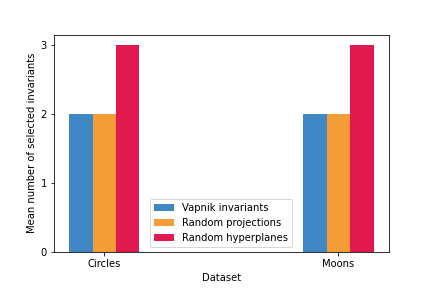 3
2
1
0
Mean number of selected invariants
Vapnik invariants
Random projections
Random hyperplanes
Circles
Moons
Dataset